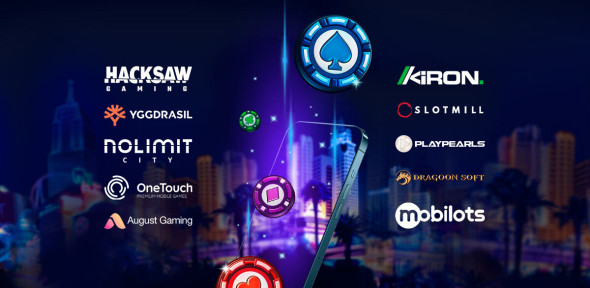 HACKSAW
GAMING
YGGDRASIL
NOLIMIT
CITY
OneTouch
PREMIUM MOBILE GAMES
August Gaming
KIRON.
SLOTMILL
PLAYPEARLS
DRAGOON SOFT
mobilots